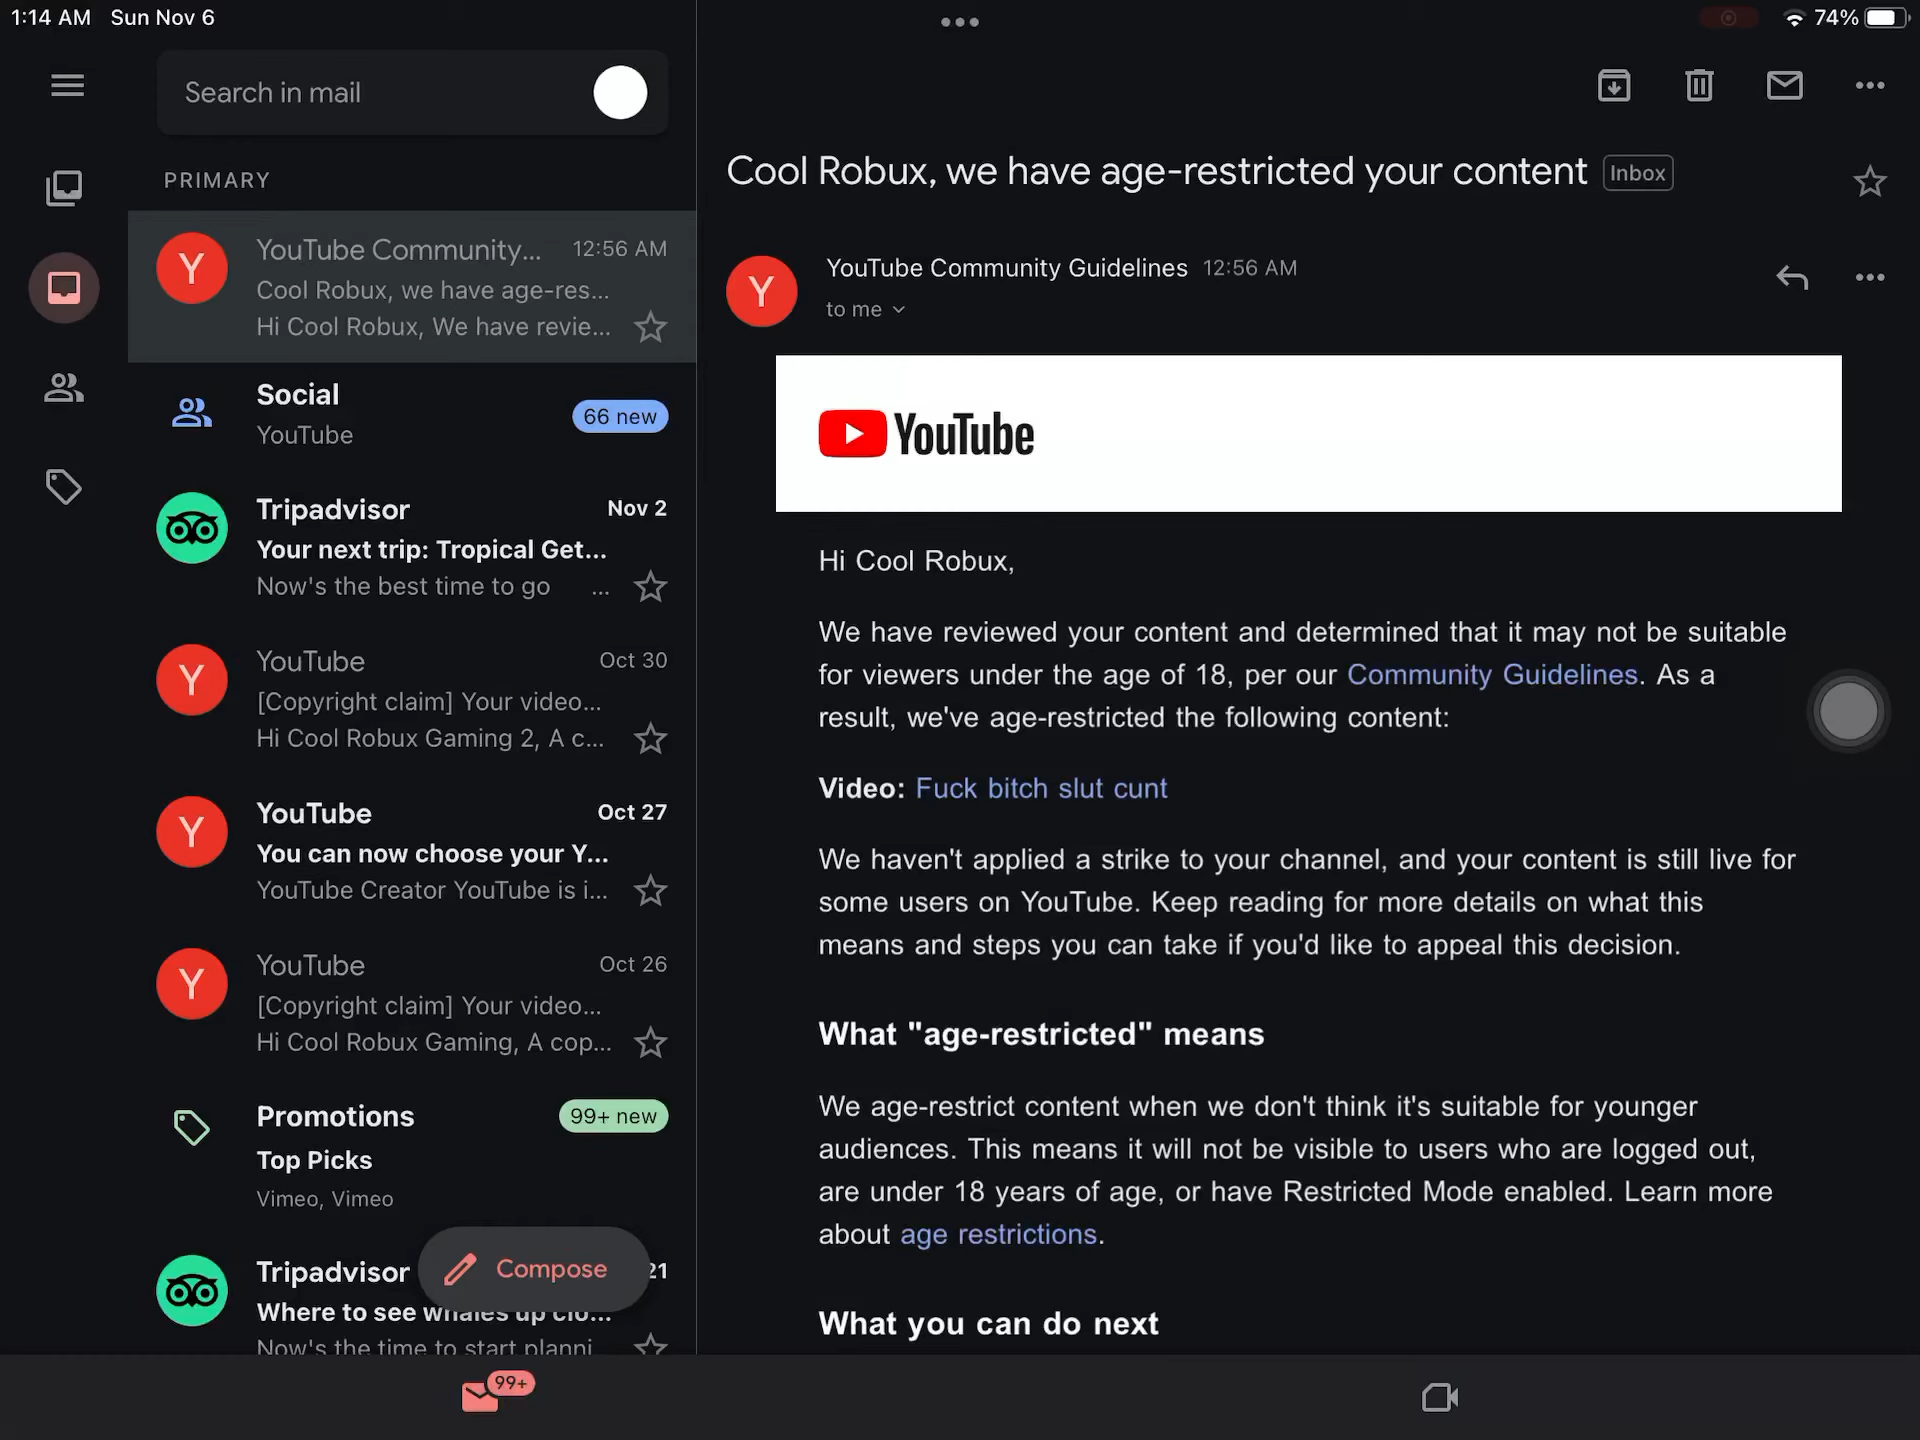 1:14 AM Sun Nov 6
74%
Search in mail
PRIMARY
Y
YouTube Community... 12:56 AM
Cool Robux, we have age-res...
Hi Cool Robux, We have revie...
Social
66 new
YouTube
Tripadvisor Nov 2
Your next trip: Tropical Get...
Now's the best time to go ...
Y
YouTube Oct 30
[Copyright claim] Your video...
Hi Cool Robux Gaming 2, A c...
Y
YouTube Oct 27
You can now choose your Y...
YouTube Creator YouTube is i...
Y
YouTube Oct 26
[Copyright claim] Your video...
Hi Cool Robux Gaming, A cop...
Promotions
99+ new
Top Picks
Vimeo, Vimeo
Tripadvisor 21
Compose
Where to see whales up clo...
Now's the time to start planni
99+
Cool Robux, we have age-restricted your content Inbox
Y
YouTube Community Guidelines 12:56 AM
to me
YouTube
Hi Cool Robux,
We have reviewed your content and determined that it may not be suitable
for viewers under the age of 18, per our Community Guidelines. As a
result, we've age-restricted the following content:
Video: Fuck bitch slut cunt
We haven't applied a strike to your channel, and your content is still live for
some users on YouTube. Keep reading for more details on what this
means and steps you can take if you'd like to appeal this decision.
What "age-restricted" means
We age-restrict content when we don't think it's suitable for younger
audiences. This means it will not be visible to users who are logged out,
are under 18 years of age, or have Restricted Mode enabled. Learn more
about age restrictions.
What you can do next